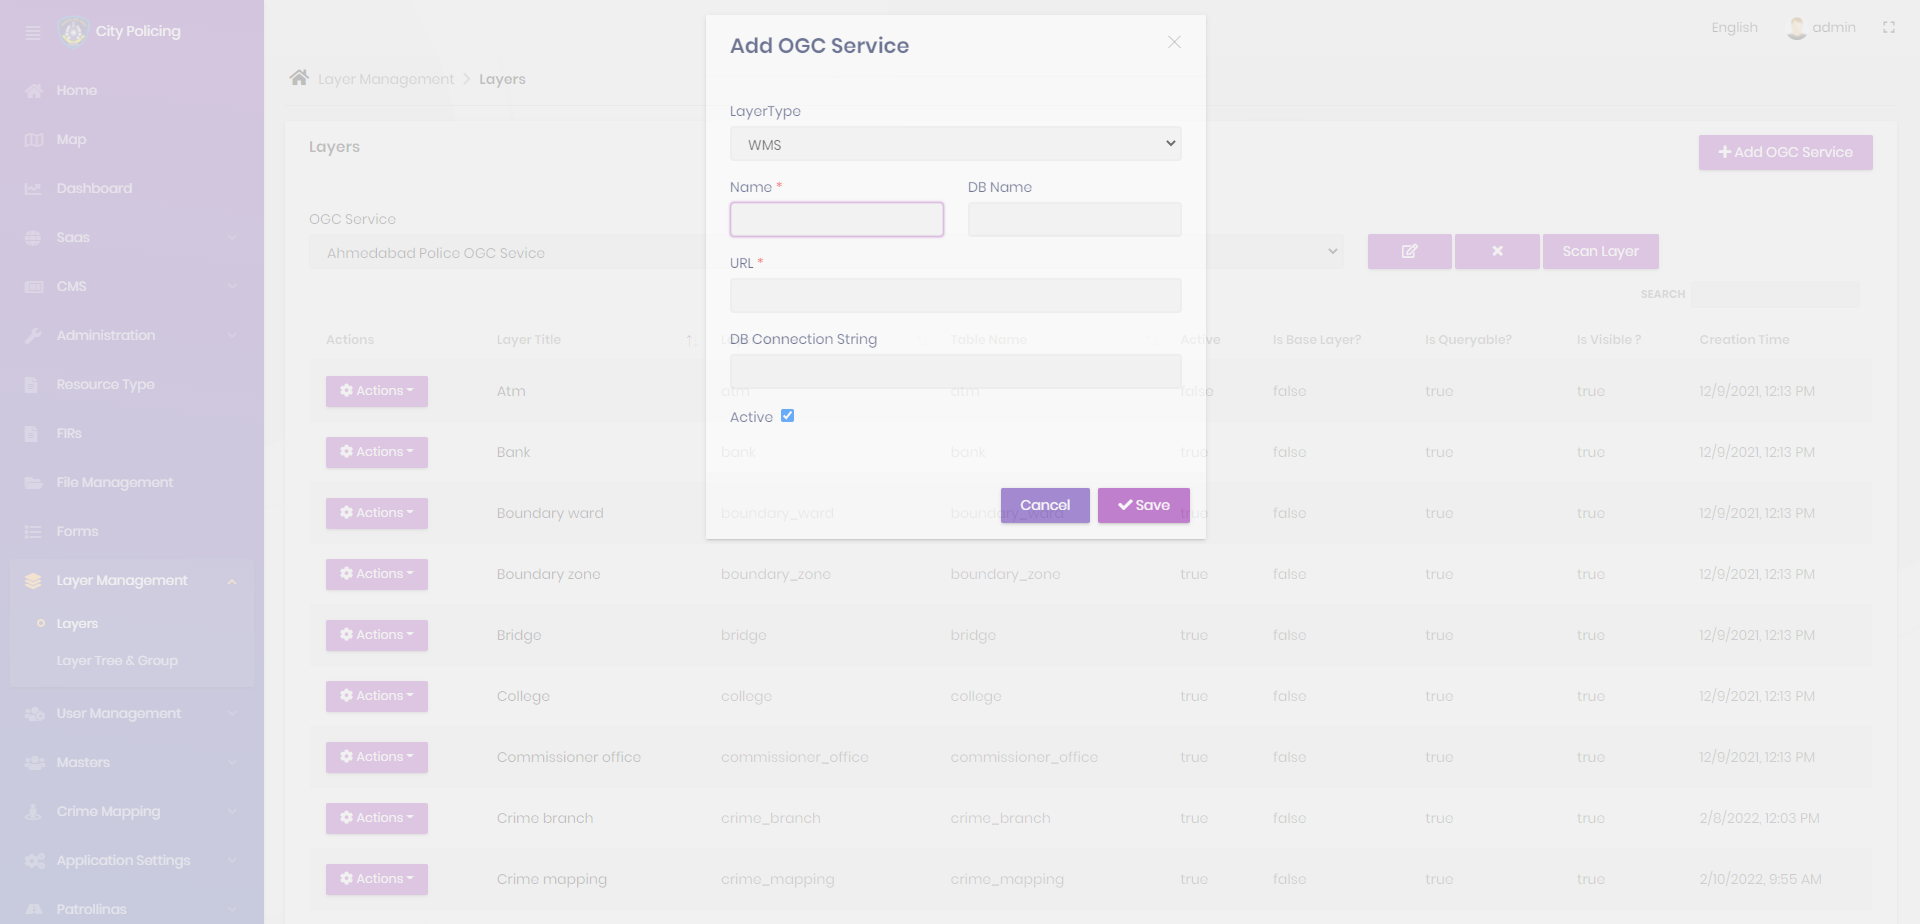 City Policing
Home
Map
Dashboard
Saas
CMS
Administration
Resource Type
FIRs
File Management
Forms
Layer Management
Layers
Layer Tree & Group
User Management
Masters
Crime Mapping
Application Settings
Patrollings
English
admin
Layer Management > Layers
Layers
Add OGC Service
OGC Service
Ahmedabad Police OGC Sevice
Scan Layer
SEARCH
Actions Layer Title Table Name Active Is Base Layer? Is Queryable? Is Visible ? Creation Time
Actions Atm atm atm false false true true 12/9/2021, 12:13 PM
Actions Bank bank bank true false true true 12/9/2021, 12:13 PM
Actions Boundary ward boundary_ward boundary_ward true false true true 12/9/2021, 12:13 PM
Actions Boundary zone boundary_zone boundary_zone true false true true 12/9/2021, 12:13 PM
Actions Bridge bridge bridge true false true true 12/9/2021, 12:13 PM
Actions College college college true false true true 12/9/2021, 12:13 PM
Actions Commissioner office commissioner_office commissioner_office true false true true 12/9/2021, 12:13 PM
Actions Crime branch crime_branch crime_branch true false true true 2/8/2022, 12:03 PM
Actions Crime mapping crime_mapping crime_mapping true false true true 2/10/2022, 9:55 AM
Add OGC Service
LayerType
WMS
Name * DB Name
URL *
DB Connection String
Active
Cancel Save